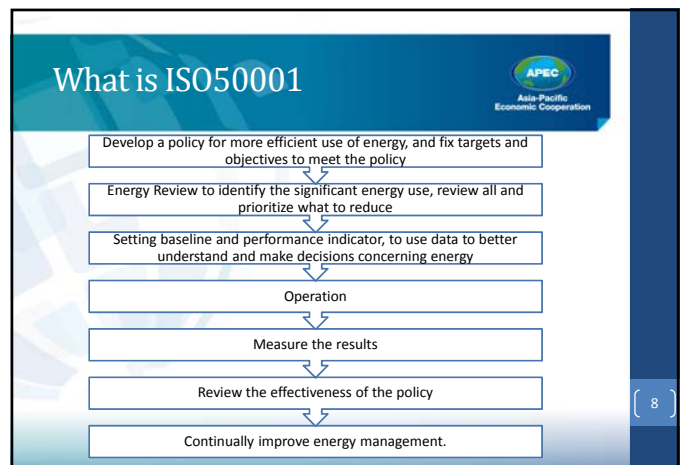 What is ISO50001
APEC
Asia-Pacific
Economic Cooperation
Develop a policy for more efficient use of energy, and fix targets and
objectives to meet the policy
Energy Review to identify the significant energy use, review all and
prioritize what to reduce
Setting baseline and performance indicator, to use data to better
understand and make decisions concerning energy
Operation
Measure the results
Review the effectiveness of the policy
8
Continually improve energy management.